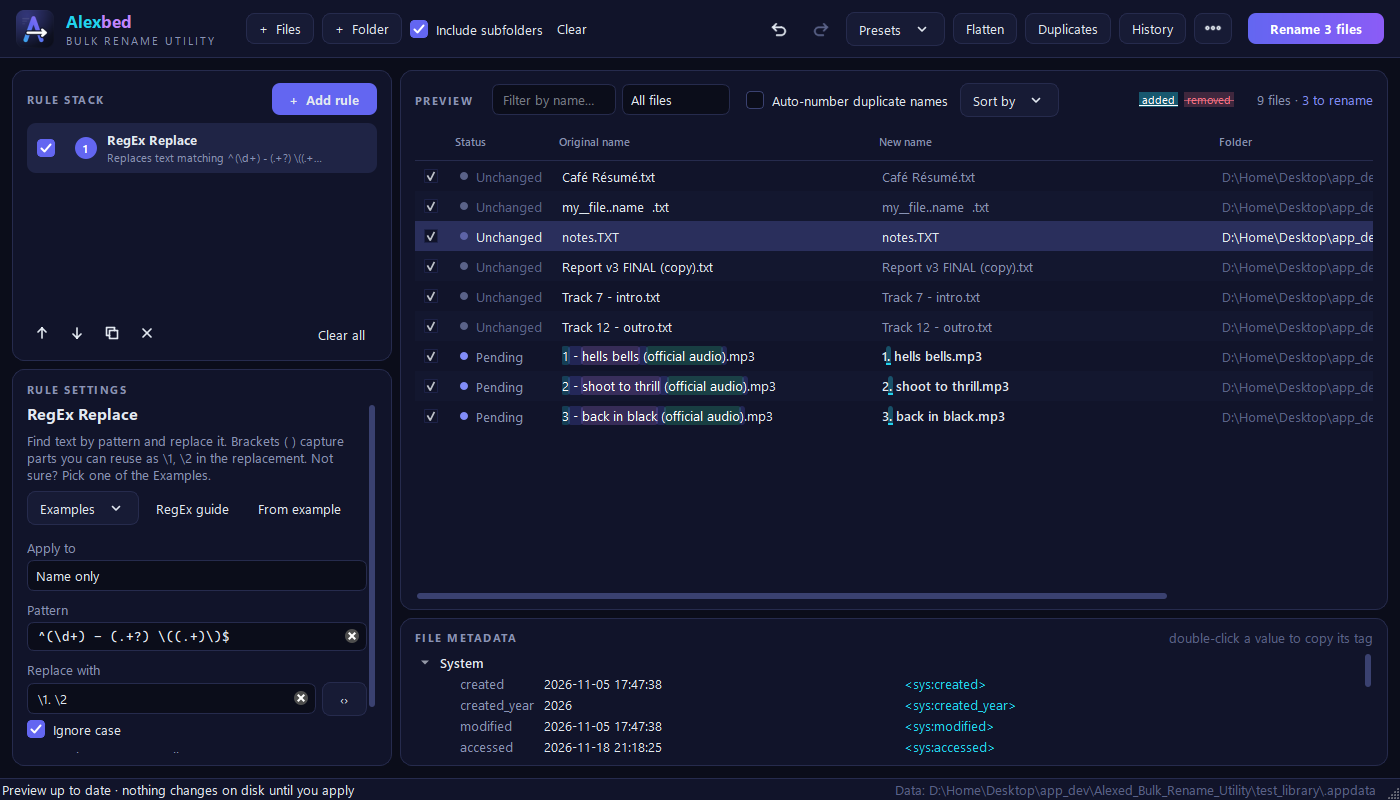 Alexbed
BULK RENAME UTILITY
+ Files
+ Folder
Include subfolders
Clear
Presets
Flatten
Duplicates
History
•••
Rename 3 files
RULE STACK
+ Add rule
1
RegEx Replace
Replaces text matching ^(\d+) - (.+?) \((.+...
Clear all
RULE SETTINGS
RegEx Replace
Find text by pattern and replace it. Brackets ( ) capture
parts you can reuse as \1, \2 in the replacement. Not
sure? Pick one of the Examples.
Examples
RegEx guide
From example
Apply to
Name only
Pattern
^(\d+) - (.+?) \((.+)\)$
Replace with
\1. \2
‹›
Ignore case
PREVIEW
Filter by name...
All files
Auto-number duplicate names
Sort by
added
removed
9 files · 3 to rename
Status Original name New name Folder
Unchanged Café Résumé.txt Café Résumé.txt D:\Home\Desktop\app_de
Unchanged my__file..name  .txt my__file..name  .txt D:\Home\Desktop\app_de
Unchanged notes.TXT notes.TXT D:\Home\Desktop\app_de
Unchanged Report v3 FINAL (copy).txt Report v3 FINAL (copy).txt D:\Home\Desktop\app_de
Unchanged Track 7 - intro.txt Track 7 - intro.txt D:\Home\Desktop\app_de
Unchanged Track 12 - outro.txt Track 12 - outro.txt D:\Home\Desktop\app_de
Pending 1 - hells bells (official audio).mp3 1. hells bells.mp3 D:\Home\Desktop\app_de
Pending 2 - shoot to thrill (official audio).mp3 2. shoot to thrill.mp3 D:\Home\Desktop\app_de
Pending 3 - back in black (official audio).mp3 3. back in black.mp3 D:\Home\Desktop\app_de
FILE METADATA
double-click a value to copy its tag
System
created 2026-11-05 17:47:38 <sys:created>
created_year 2026 <sys:created_year>
modified 2026-11-05 17:47:38 <sys:modified>
accessed 2026-11-18 21:18:25 <sys:accessed>
Preview up to date · nothing changes on disk until you apply
Data: D:\Home\Desktop\app_dev\Alexed_Bulk_Rename_Utility\test_library\.appdata